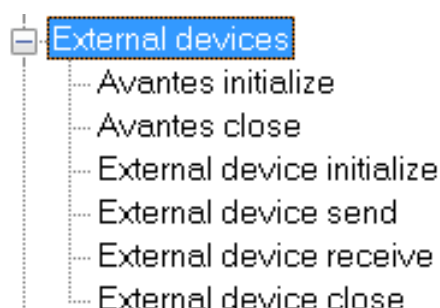 External devices
Avantes initialize
Avantes close
External device initialize
External device send
External device receive
External device close